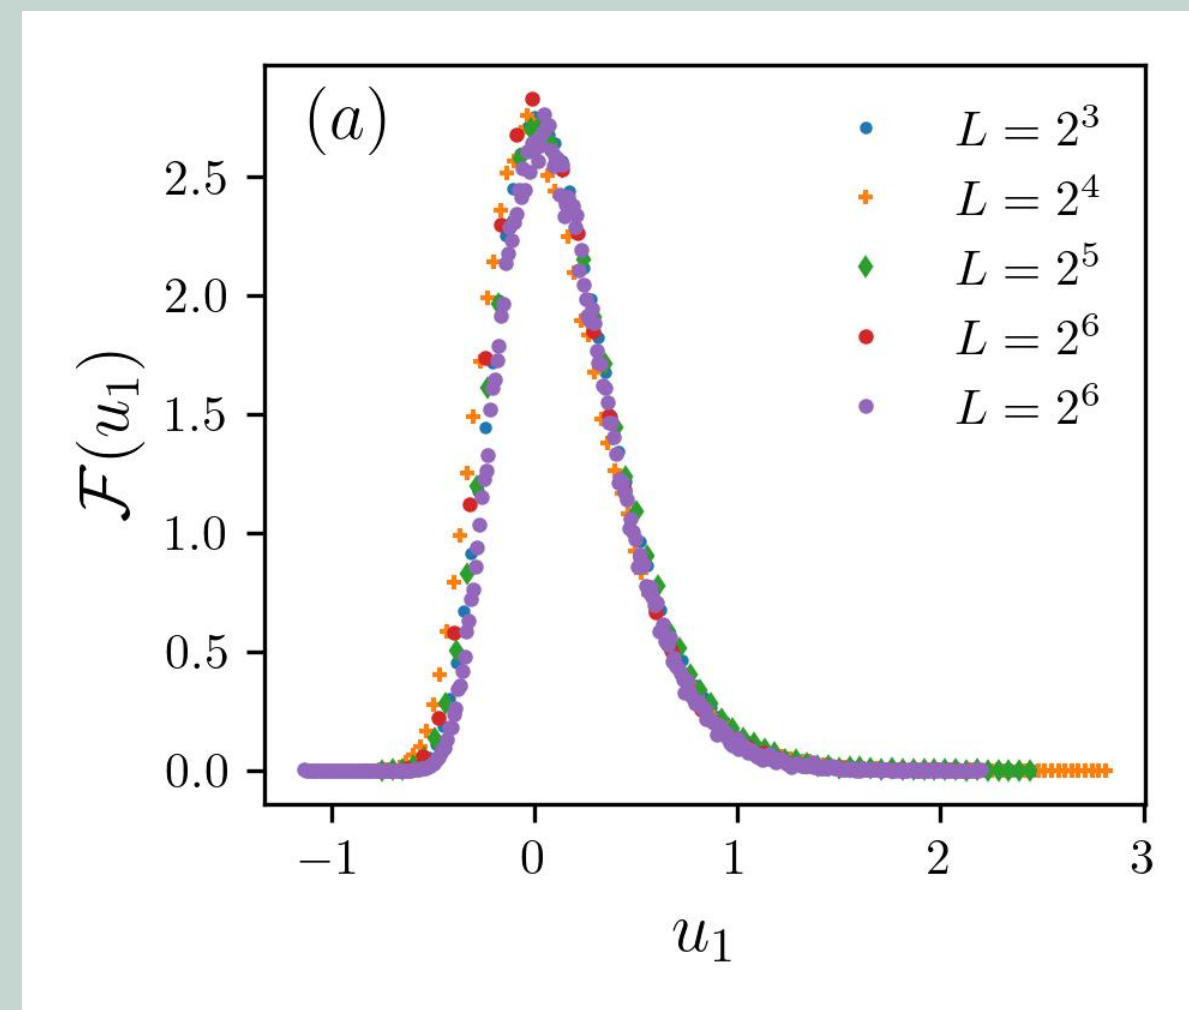 (a)
L = 2³
L = 2⁴
L = 2⁵
L = 2⁶
L = 2⁶
2.5
2.0
1.5
1.0
0.5
0.0
ℱ(u₁)
−1 0 1 2 3
u₁